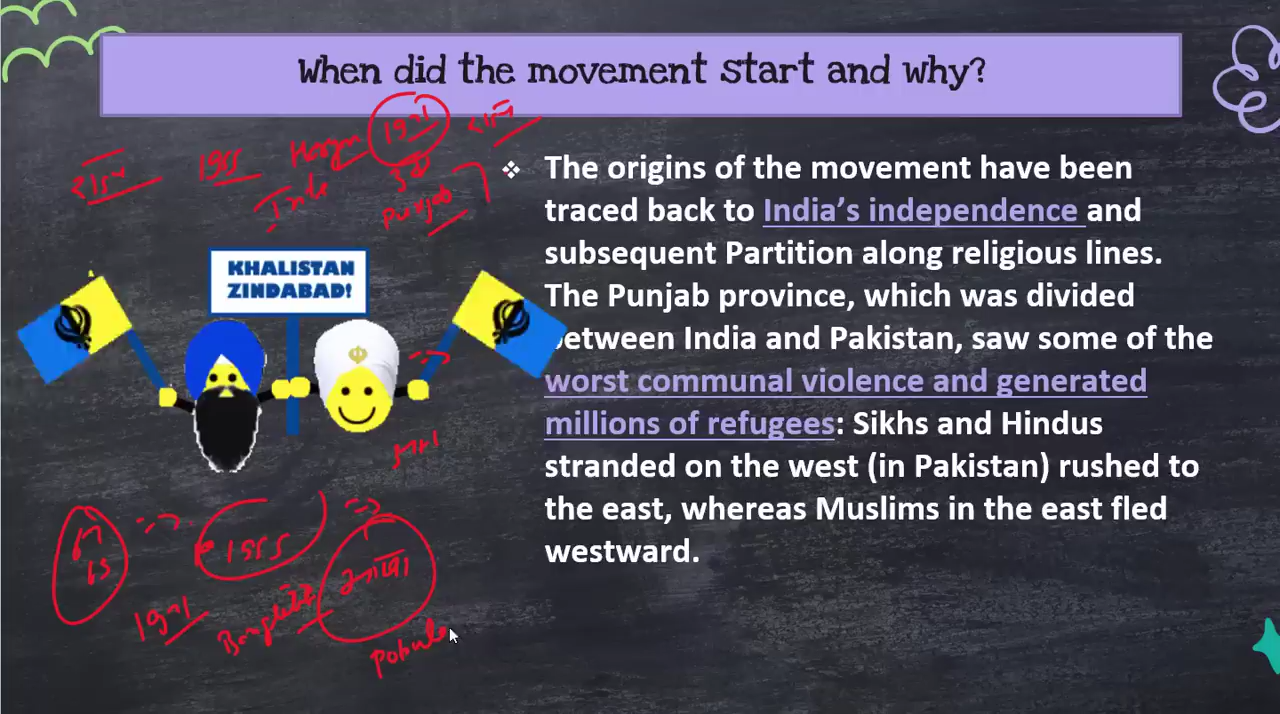 When did the movement start and why?
1971
1955
Punjab
❖ The origins of the movement have been
traced back to India's independence and
subsequent Partition along religious lines.
The Punjab province, which was divided
between India and Pakistan, saw some of the
worst communal violence and generated
millions of refugees: Sikhs and Hindus
stranded on the west (in Pakistan) rushed to
the east, whereas Muslims in the east fled
westward.
KHALISTAN
ZINDABAD!
1955
1971